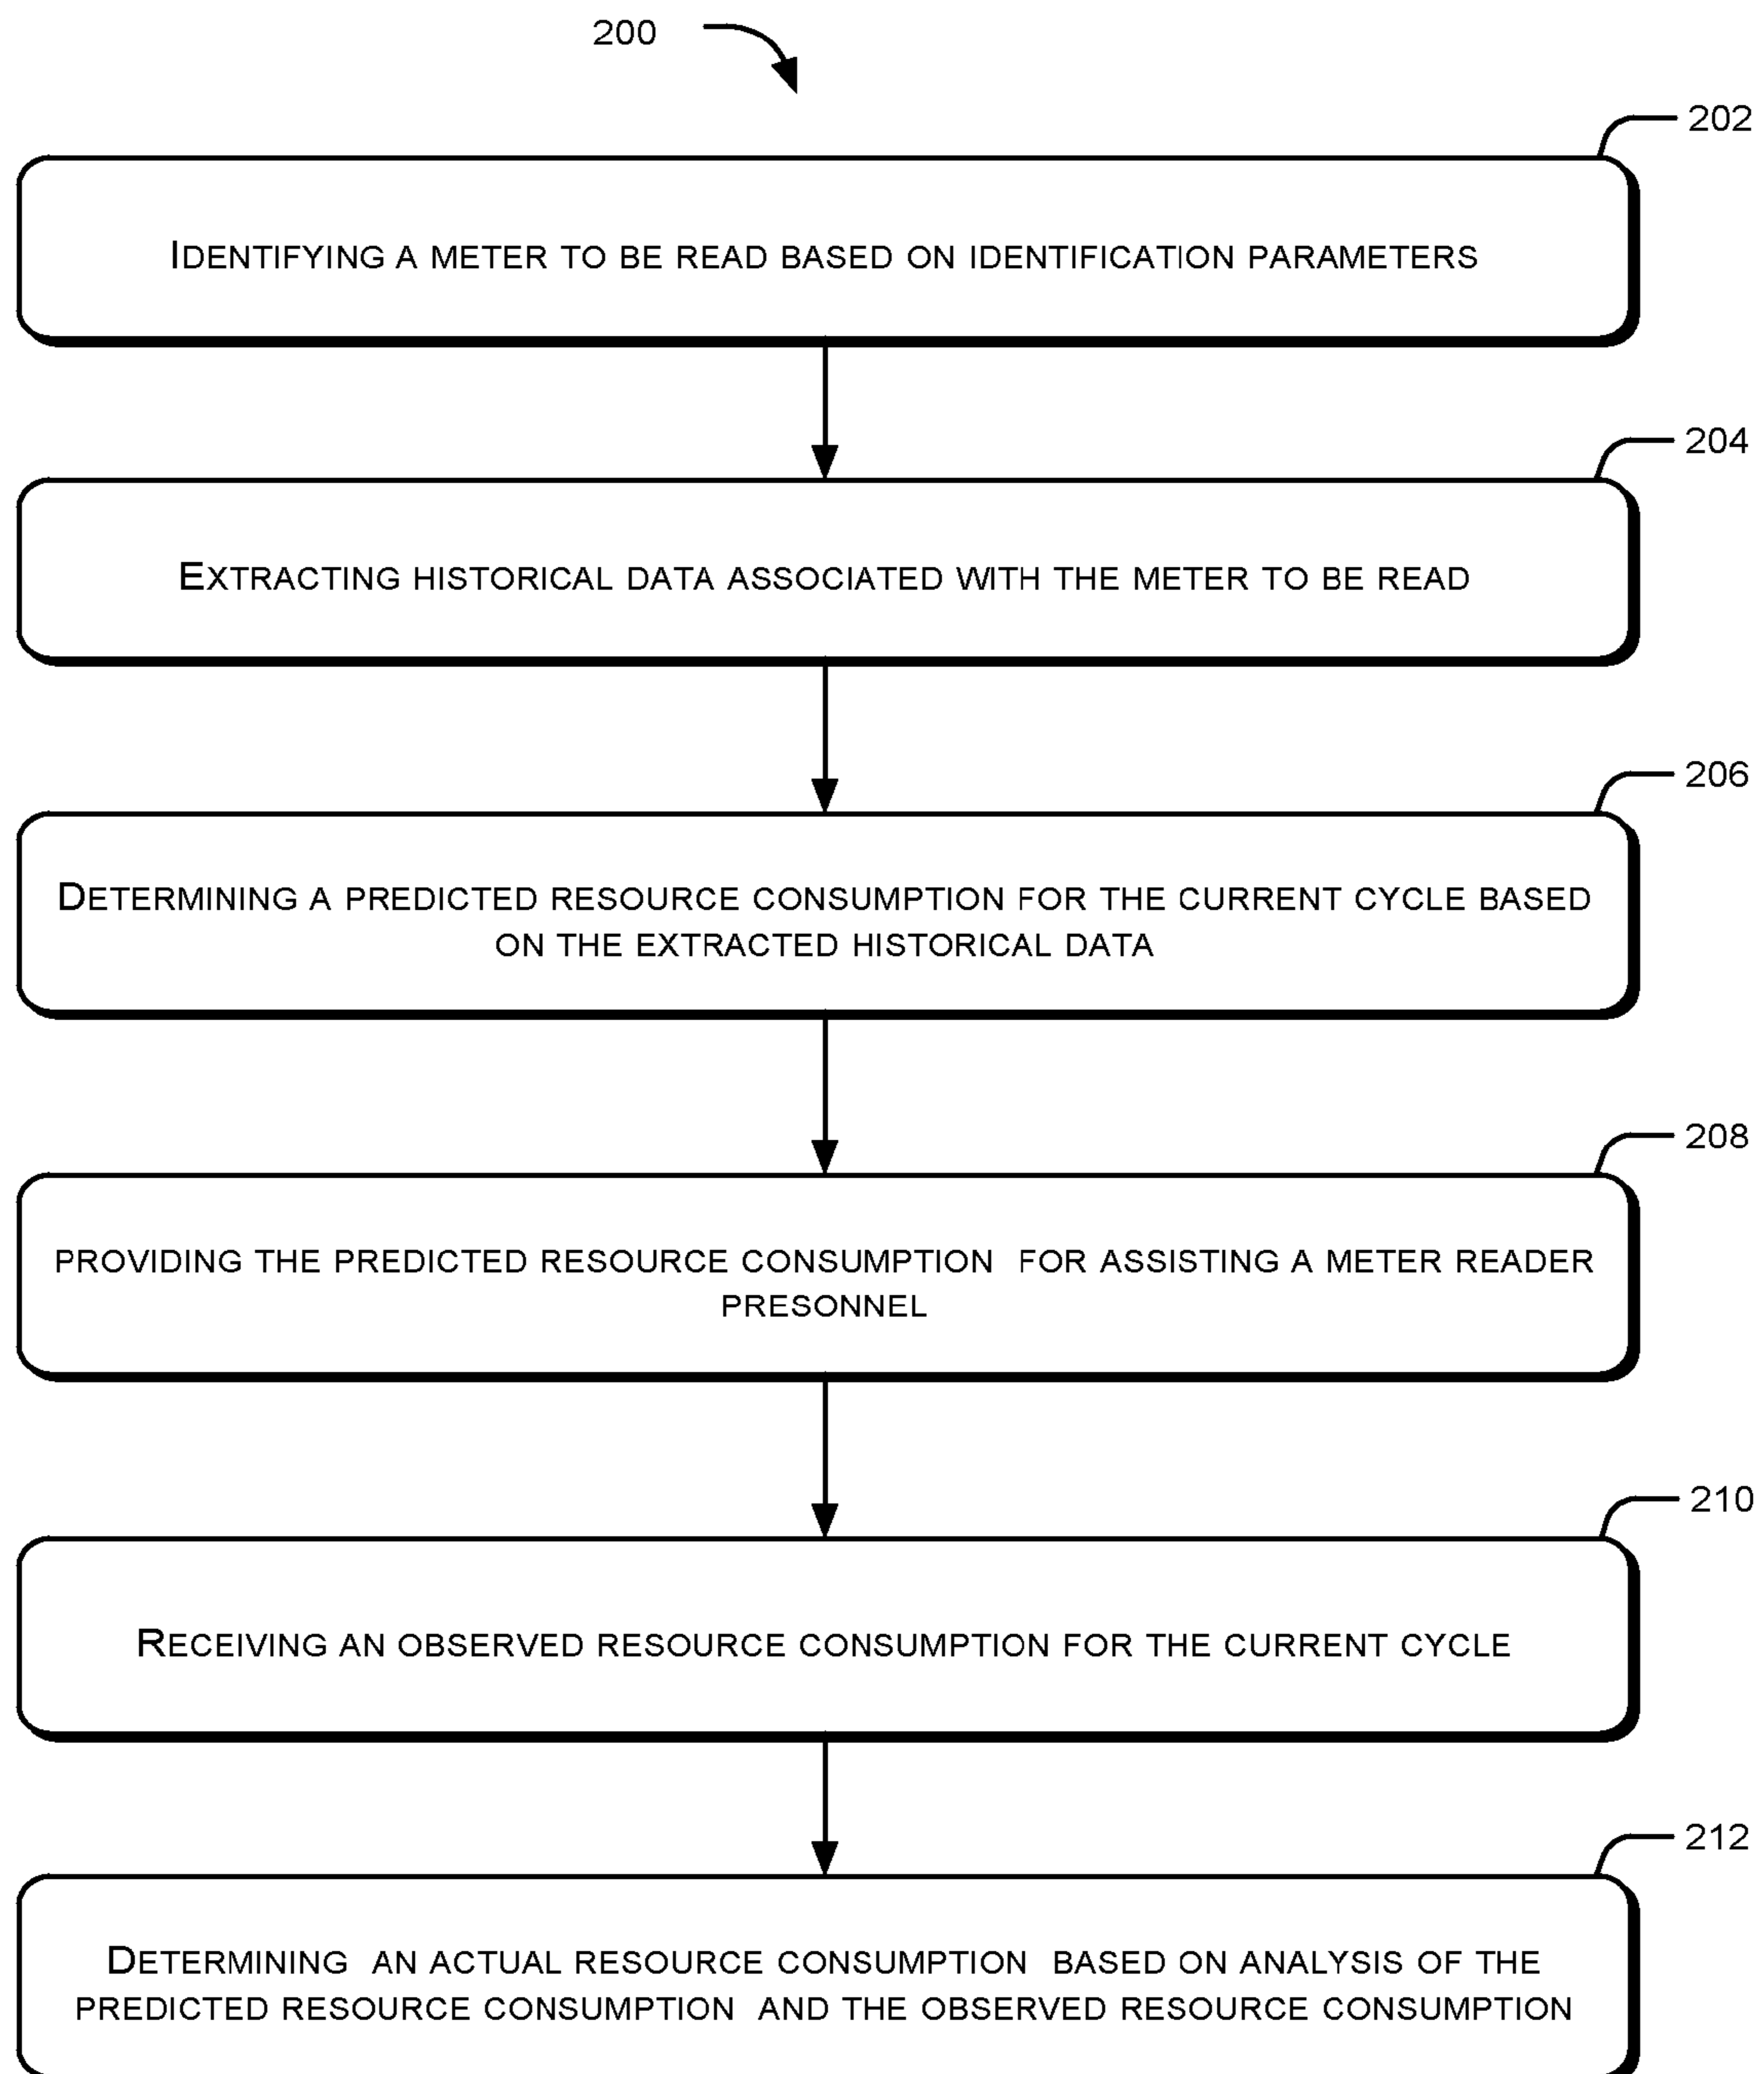 200
202
IDENTIFYING A METER TO BE READ BASED ON IDENTIFICATION PARAMETERS
204
EXTRACTING HISTORICAL DATA ASSOCIATED WITH THE METER TO BE READ
206
DETERMINING A PREDICTED RESOURCE CONSUMPTION FOR THE CURRENT CYCLE BASED
ON THE EXTRACTED HISTORICAL DATA
208
PROVIDING THE PREDICTED RESOURCE CONSUMPTION FOR ASSISTING A METER READER
PRESONNEL
210
RECEIVING AN OBSERVED RESOURCE CONSUMPTION FOR THE CURRENT CYCLE
212
DETERMINING AN ACTUAL RESOURCE CONSUMPTION BASED ON ANALYSIS OF THE
PREDICTED RESOURCE CONSUMPTION AND THE OBSERVED RESOURCE CONSUMPTION